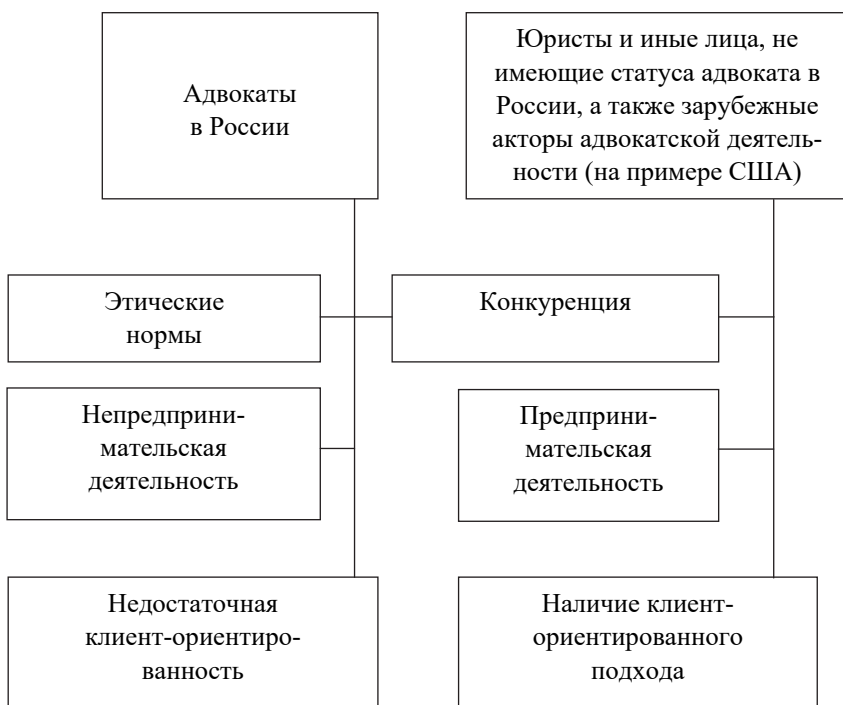 Адвокаты
в России
Юристы и иные лица, не
имеющие статуса адвоката в
России, а также зарубежные
акторы адвокатской деятель-
ности (на примере США)
Этические
нормы
Конкуренция
Непредприни-
мательская
деятельность
Предприни-
мательская
деятельность
Недостаточная
клиент-ориентиро-
ванность
Наличие клиент-
ориентированного
подхода